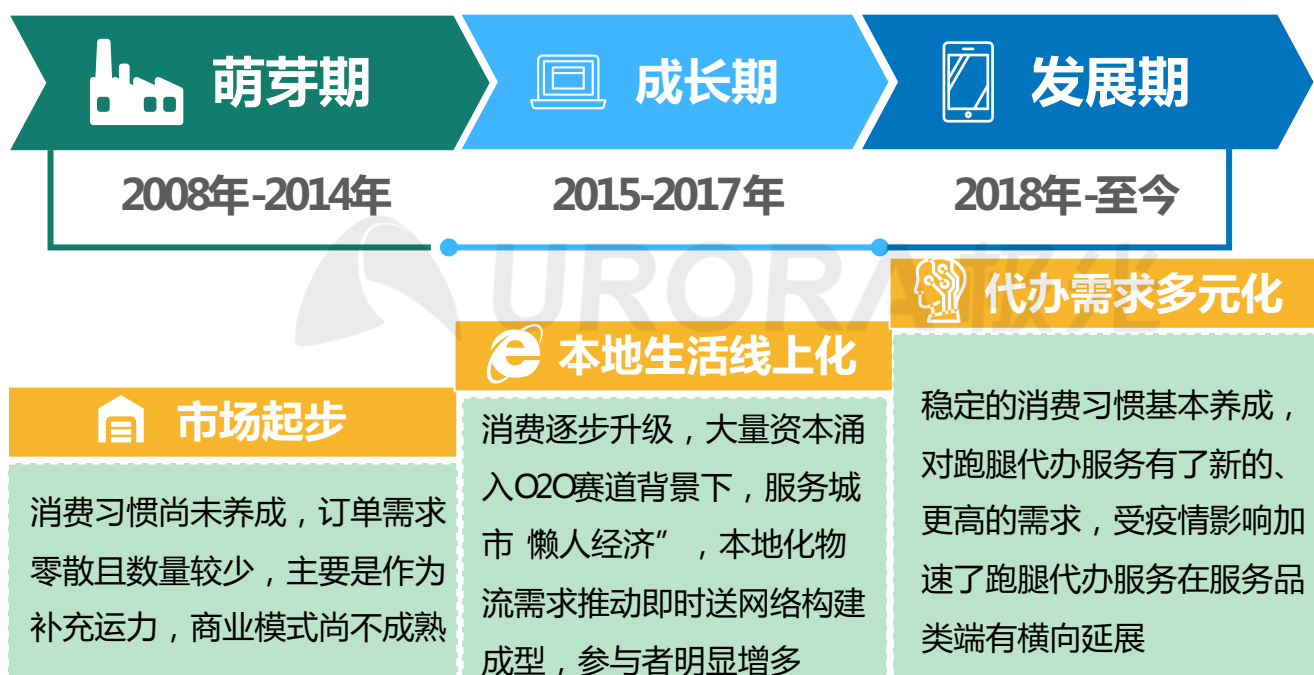 萌芽期
成长期
发展期
2008年-2014年
2015-2017年
2018年-至今
URORA极光
市场起步
消费习惯尚未养成，订单需求
零散且数量较少，主要是作为
补充运力，商业模式尚不成熟
本地生活线上化
消费逐步升级，大量资本涌
入O2O赛道背景下，服务城
市 懒人经济”，本地化物
流需求推动即时送网络构建
成型，参与者明显增多
代办需求多元化
稳定的消费习惯基本养成，
对跑腿代办服务有了新的、
更高的需求，受疫情影响加
速了跑腿代办服务在服务品
类端有横向延展